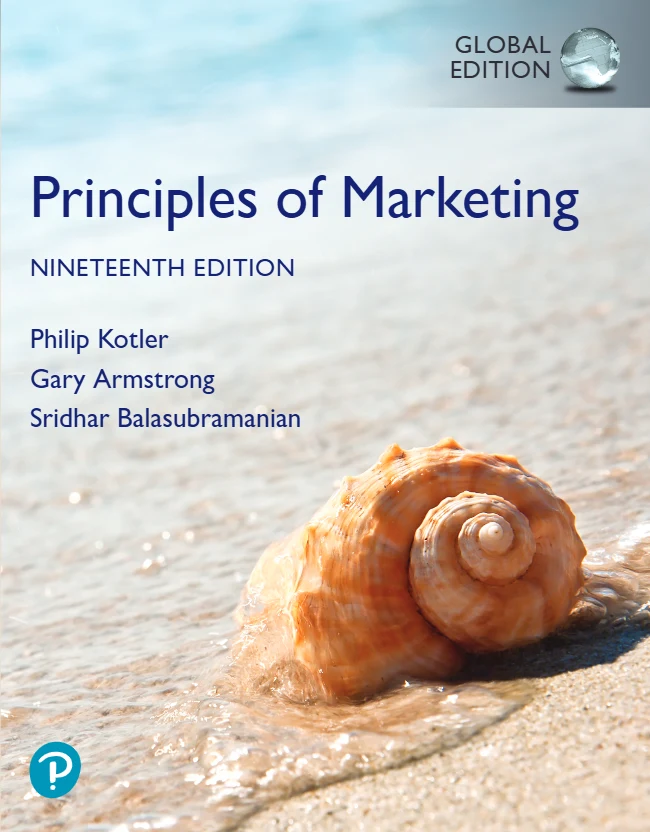 GLOBAL
EDITION
Principles of Marketing
NINETEENTH EDITION
Philip Kotler
Gary Armstrong
Sridhar Balasubramanian
P